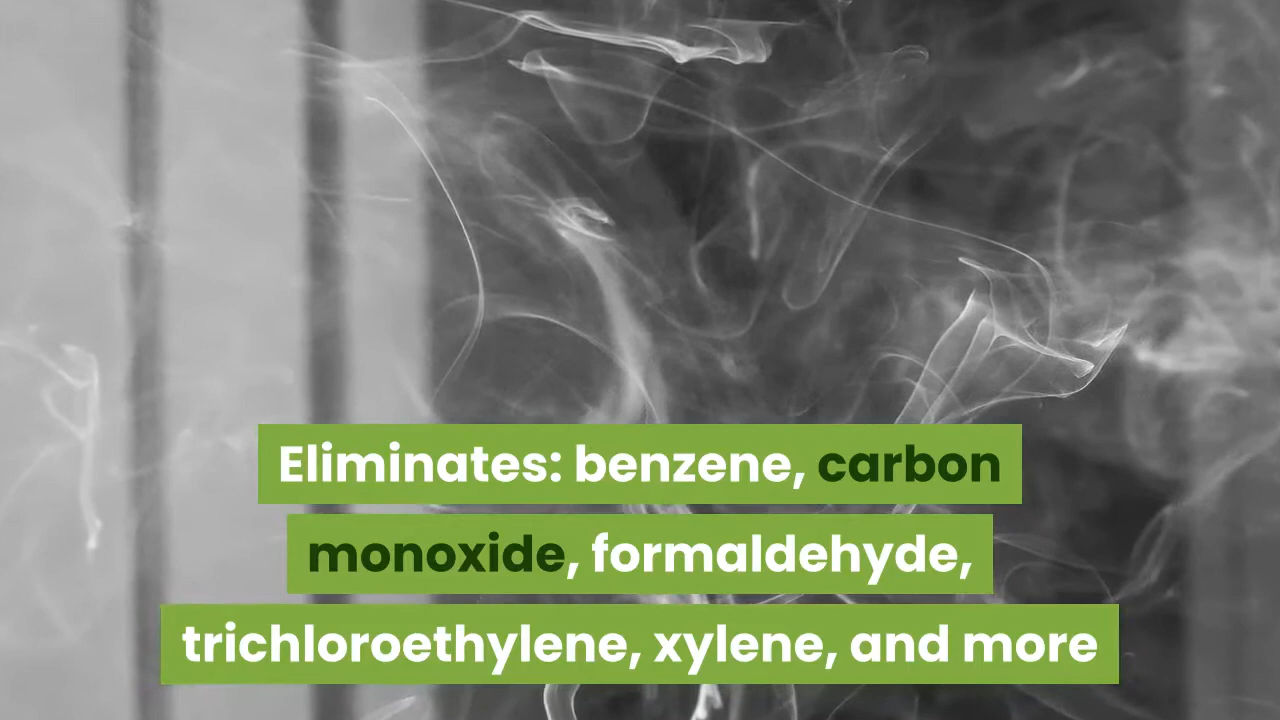 Eliminates: benzene, carbon
monoxide, formaldehyde,
trichloroethylene, xylene, and more